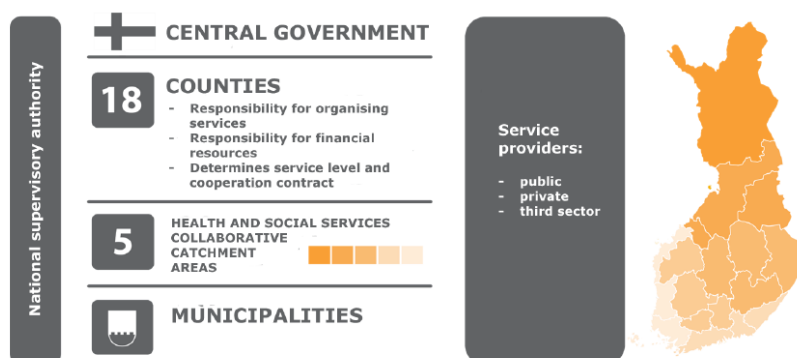 National supervisory authority
CENTRAL GOVERNMENT
18
COUNTIES
- Responsibility for organising
services
- Responsibility for financial
resources
- Determines service level and
cooperation contract
5
HEALTH AND SOCIAL SERVICES
COLLABORATIVE
CATCHMENT
AREAS
MUNICIPALITIES
Service
providers:
- public
- private
- third sector